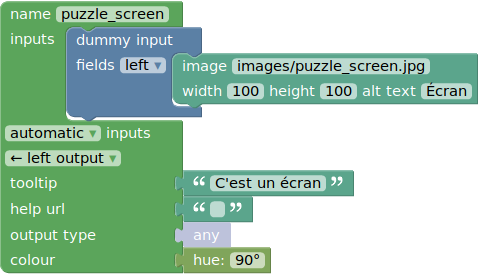 name puzzle_screen
inputs dummy input
fields left ▾
image images/puzzle_screen.jpg
width 100 height 100 alt text Écran
automatic ▾ inputs
← left output ▾
tooltip “ C'est un écran ”
help url “ ”
output type any
colour hue: 90°